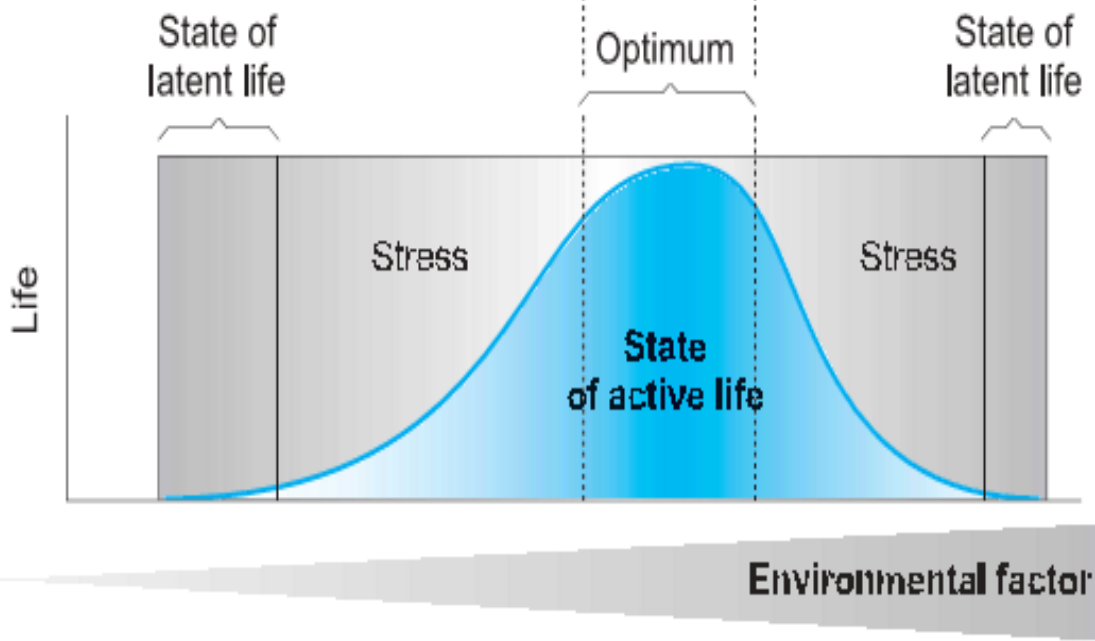 State of
latent life
Optimum
State of
latent life
Life
Stress
Stress
State
of active life
Environmental factor